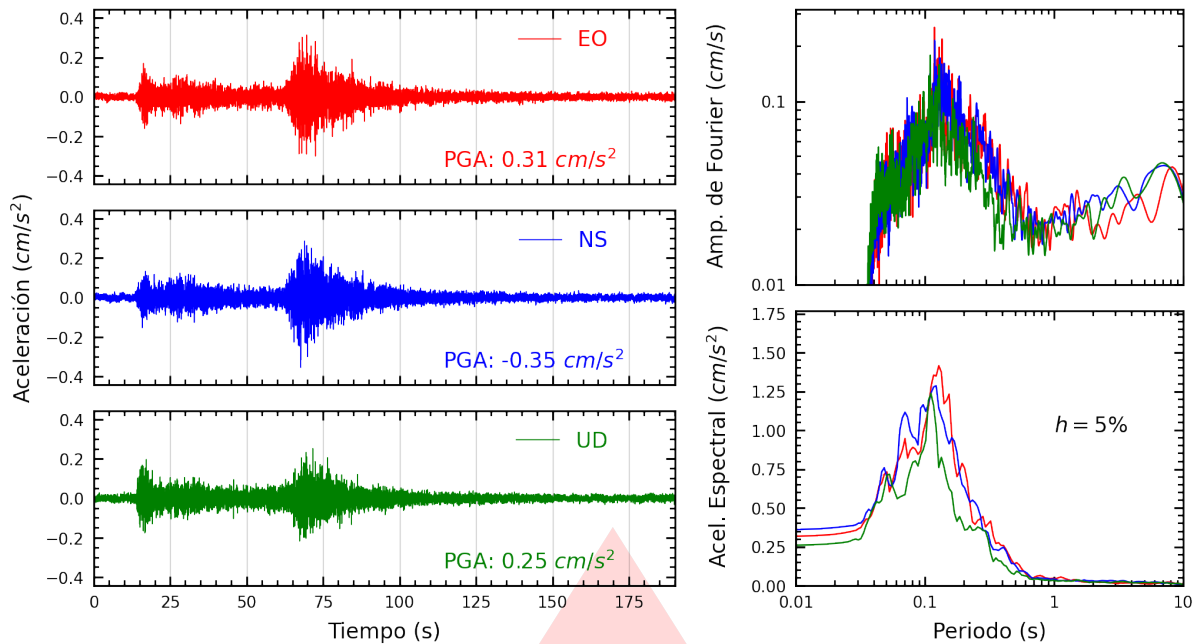 Aceleración (cm/s²)
0.4
0.2
0.0
−0.2
−0.4
EO
PGA: 0.31 cm/s²
0.4
0.2
0.0
−0.2
−0.4
NS
PGA: -0.35 cm/s²
0.4
0.2
0.0
−0.2
−0.4
UD
PGA: 0.25 cm/s²
0 25 50 75 100 125 150 175
Tiempo (s)
Amp. de Fourier (cm/s)
0.1
0.01
Acel. Espectral (cm/s²)
1.75
1.50
1.25
1.00
0.75
0.50
0.25
0.00
h = 5%
0.01 0.1 1 10
Periodo (s)